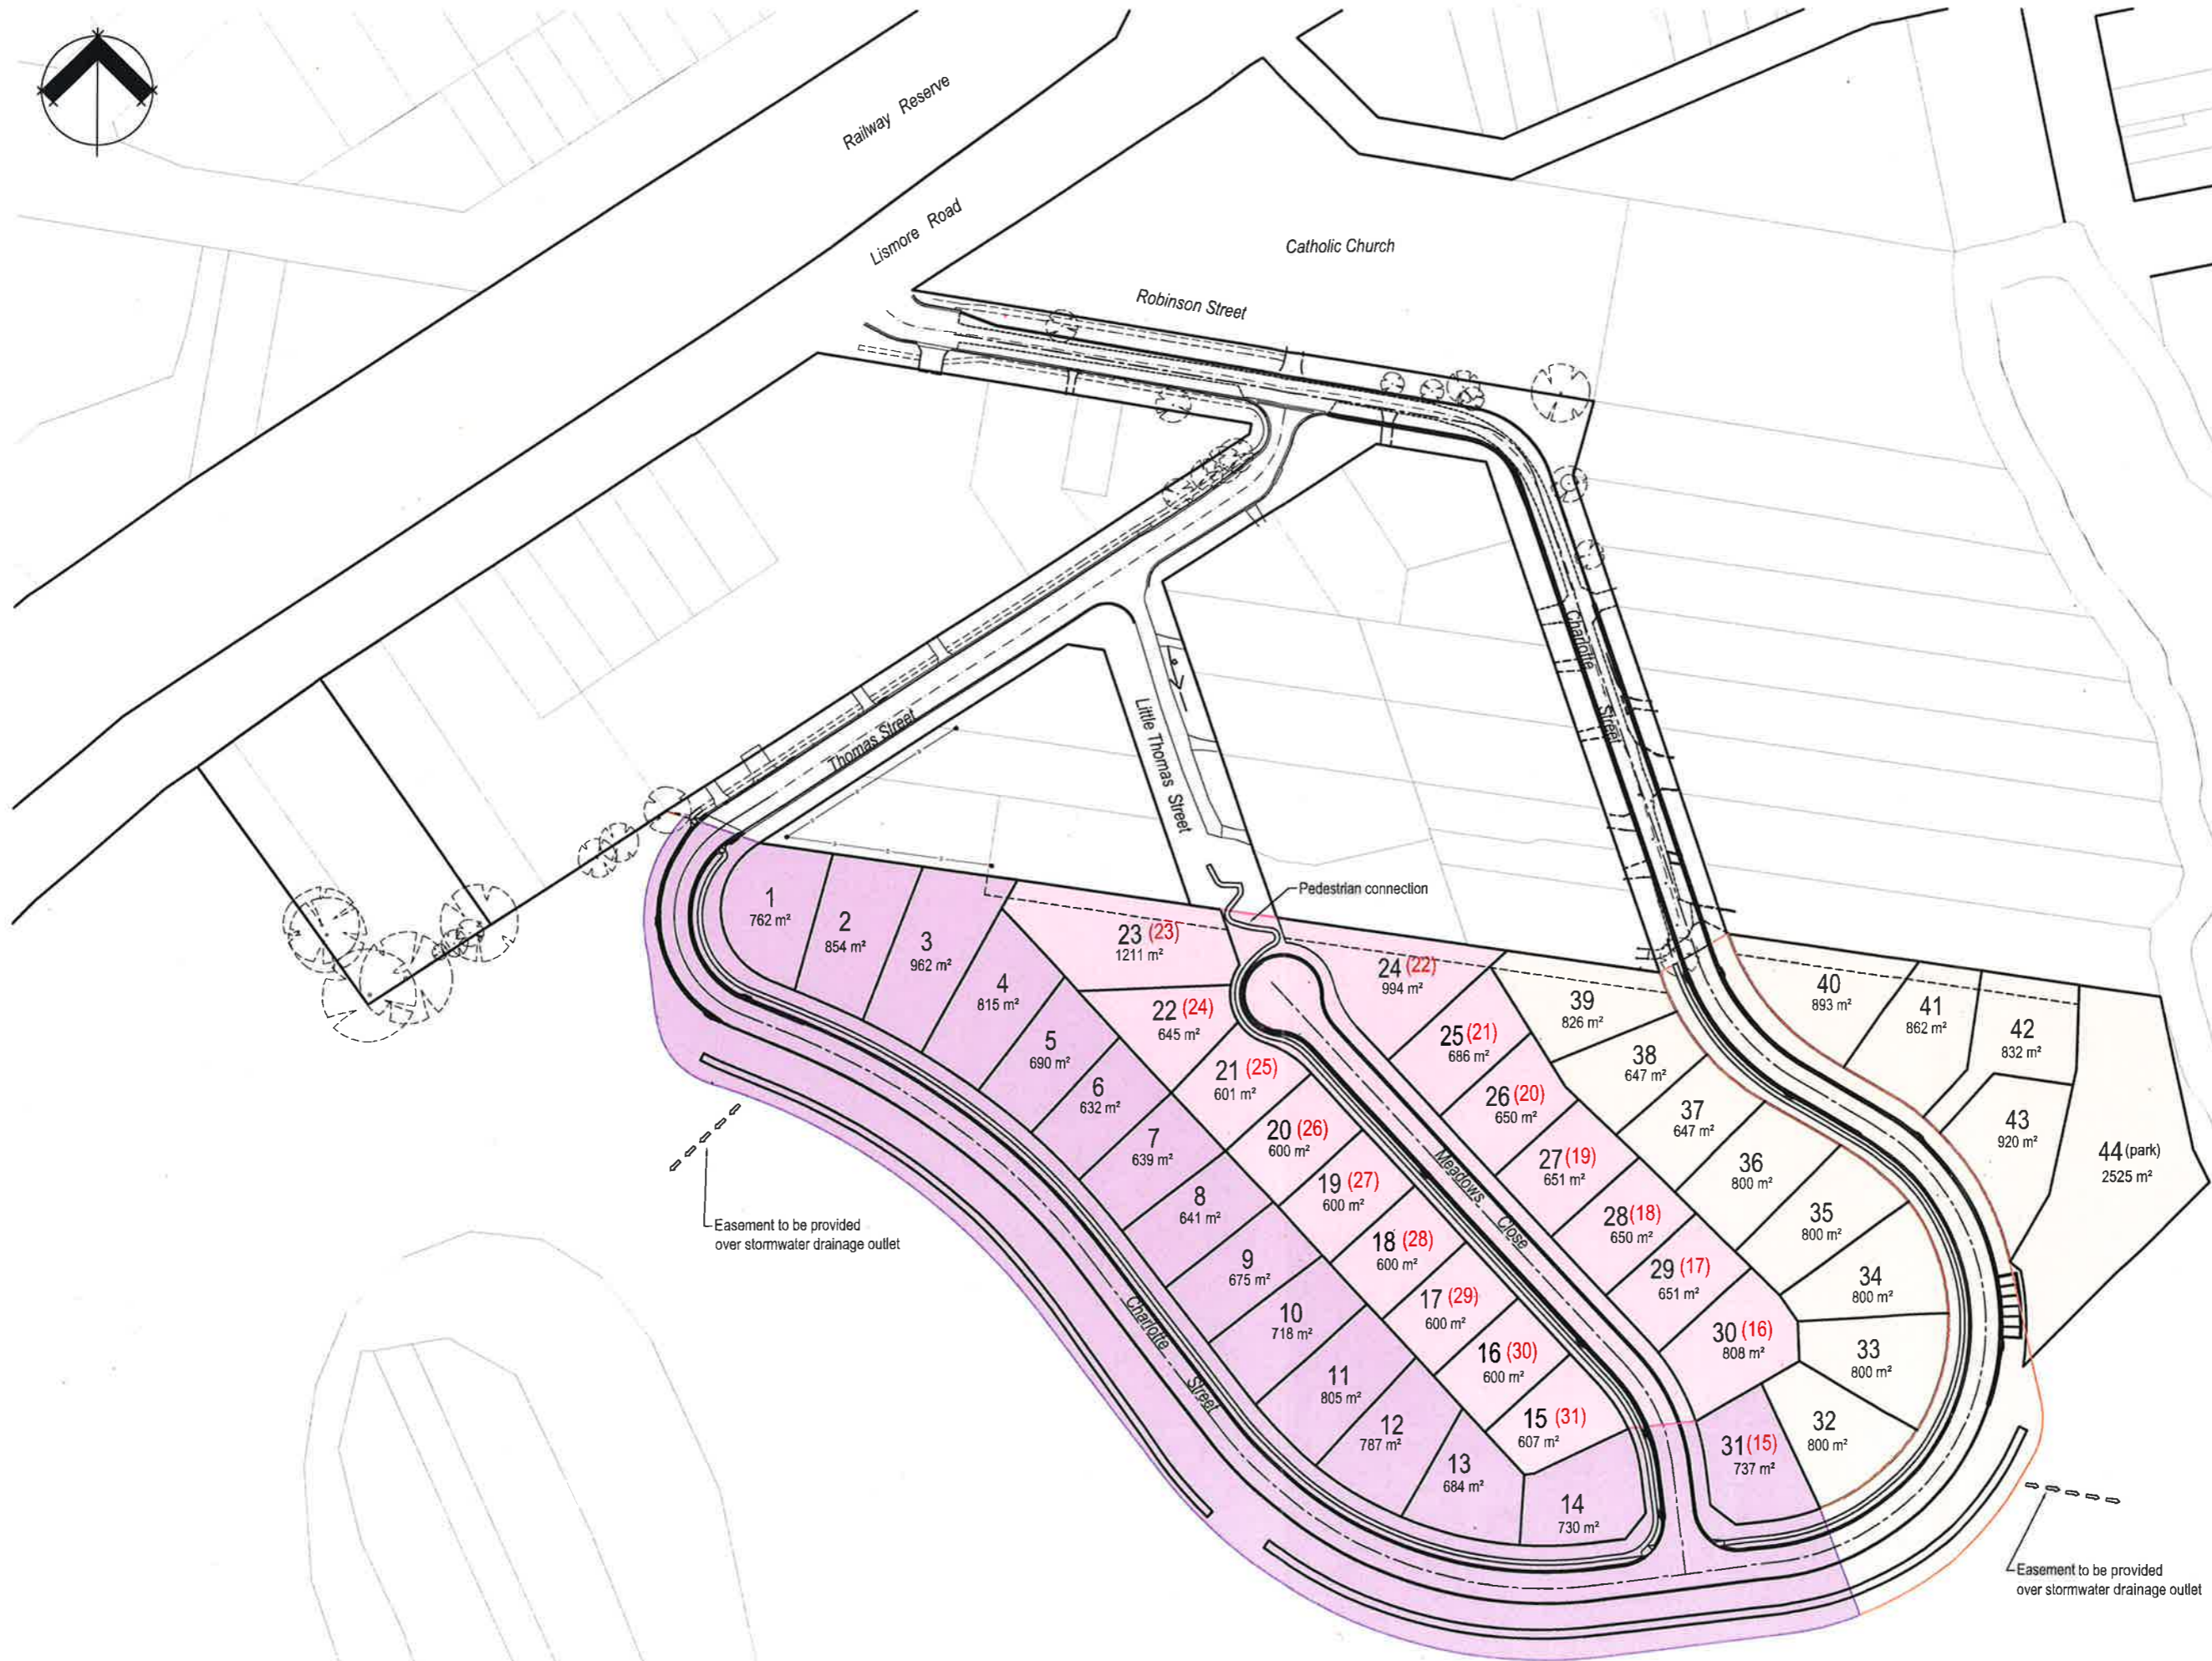 Railway Reserve
Lismore Road
Catholic Church
Robinson Street
Charlotte
Street
Thomas Street
Little Thomas Street
Pedestrian connection
1
762 m²
2
854 m²
3
962 m²
4
815 m²
5
690 m²
6
632 m²
7
639 m²
8
641 m²
9
675 m²
10
718 m²
11
805 m²
12
787 m²
13
684 m²
14
730 m²
15 (31)
607 m²
16 (30)
600 m²
17 (29)
600 m²
18 (28)
600 m²
19 (27)
600 m²
20 (26)
600 m²
21 (25)
601 m²
22 (24)
645 m²
23 (23)
1211 m²
24 (22)
994 m²
25 (21)
686 m²
26 (20)
650 m²
27 (19)
651 m²
28 (18)
650 m²
29 (17)
651 m²
30 (16)
808 m²
31 (15)
737 m²
32
800 m²
33
800 m²
34
800 m²
35
800 m²
36
800 m²
37
647 m²
38
647 m²
39
826 m²
40
893 m²
41
862 m²
42
832 m²
43
920 m²
44 (park)
2525 m²
Meadows Close
Charlotte Street
Easement to be provided
over stormwater drainage outlet
Easement to be provided
over stormwater drainage outlet